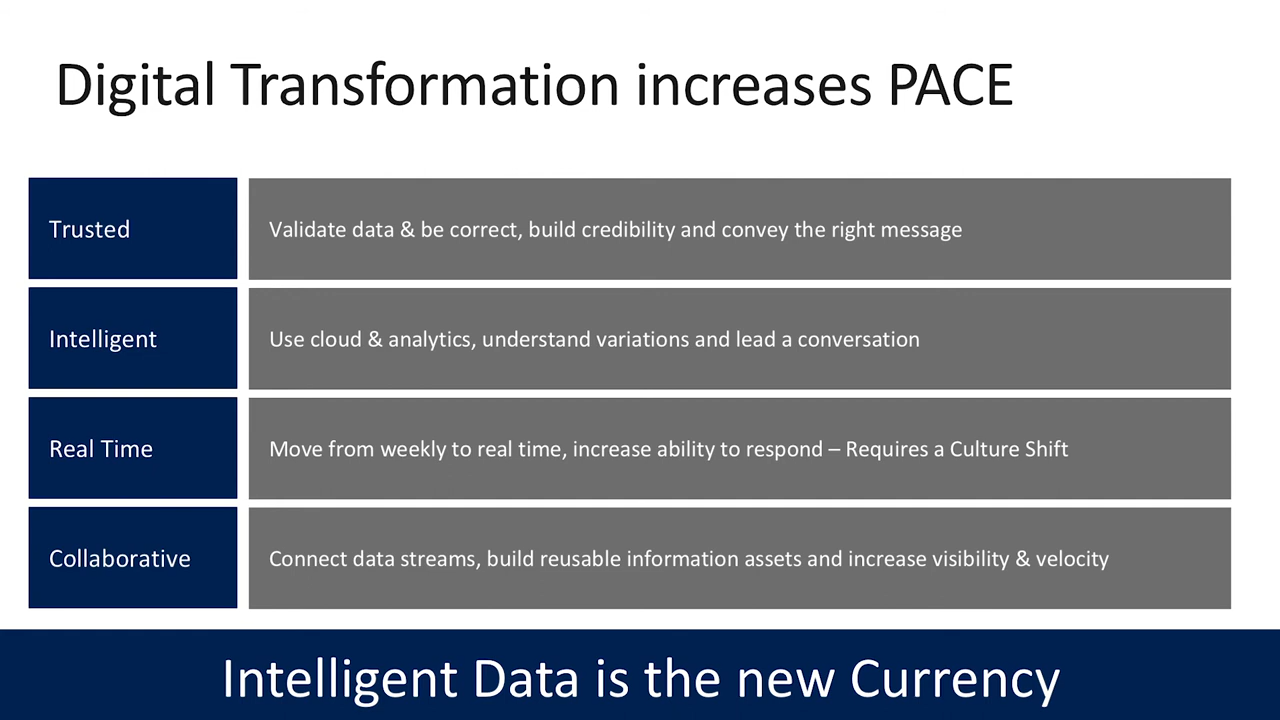 Digital Transformation increases PACE
Trusted
Validate data & be correct, build credibility and convey the right message
Intelligent
Use cloud & analytics, understand variations and lead a conversation
Real Time
Move from weekly to real time, increase ability to respond – Requires a Culture Shift
Collaborative
Connect data streams, build reusable information assets and increase visibility & velocity
Intelligent Data is the new Currency